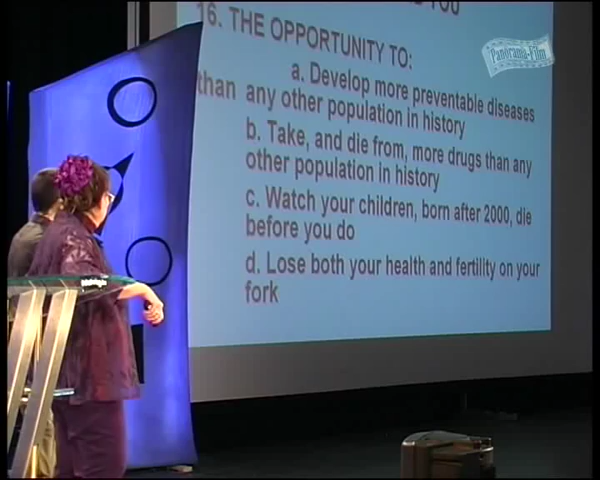 YOU
16. THE OPPORTUNITY TO:
a. Develop more preventable diseases
than any other population in history
b. Take, and die from, more drugs than any
other population in history
c. Watch your children, born after 2000, die
before you do
d. Lose both your health and fertility on your
fork
Panorama-Film